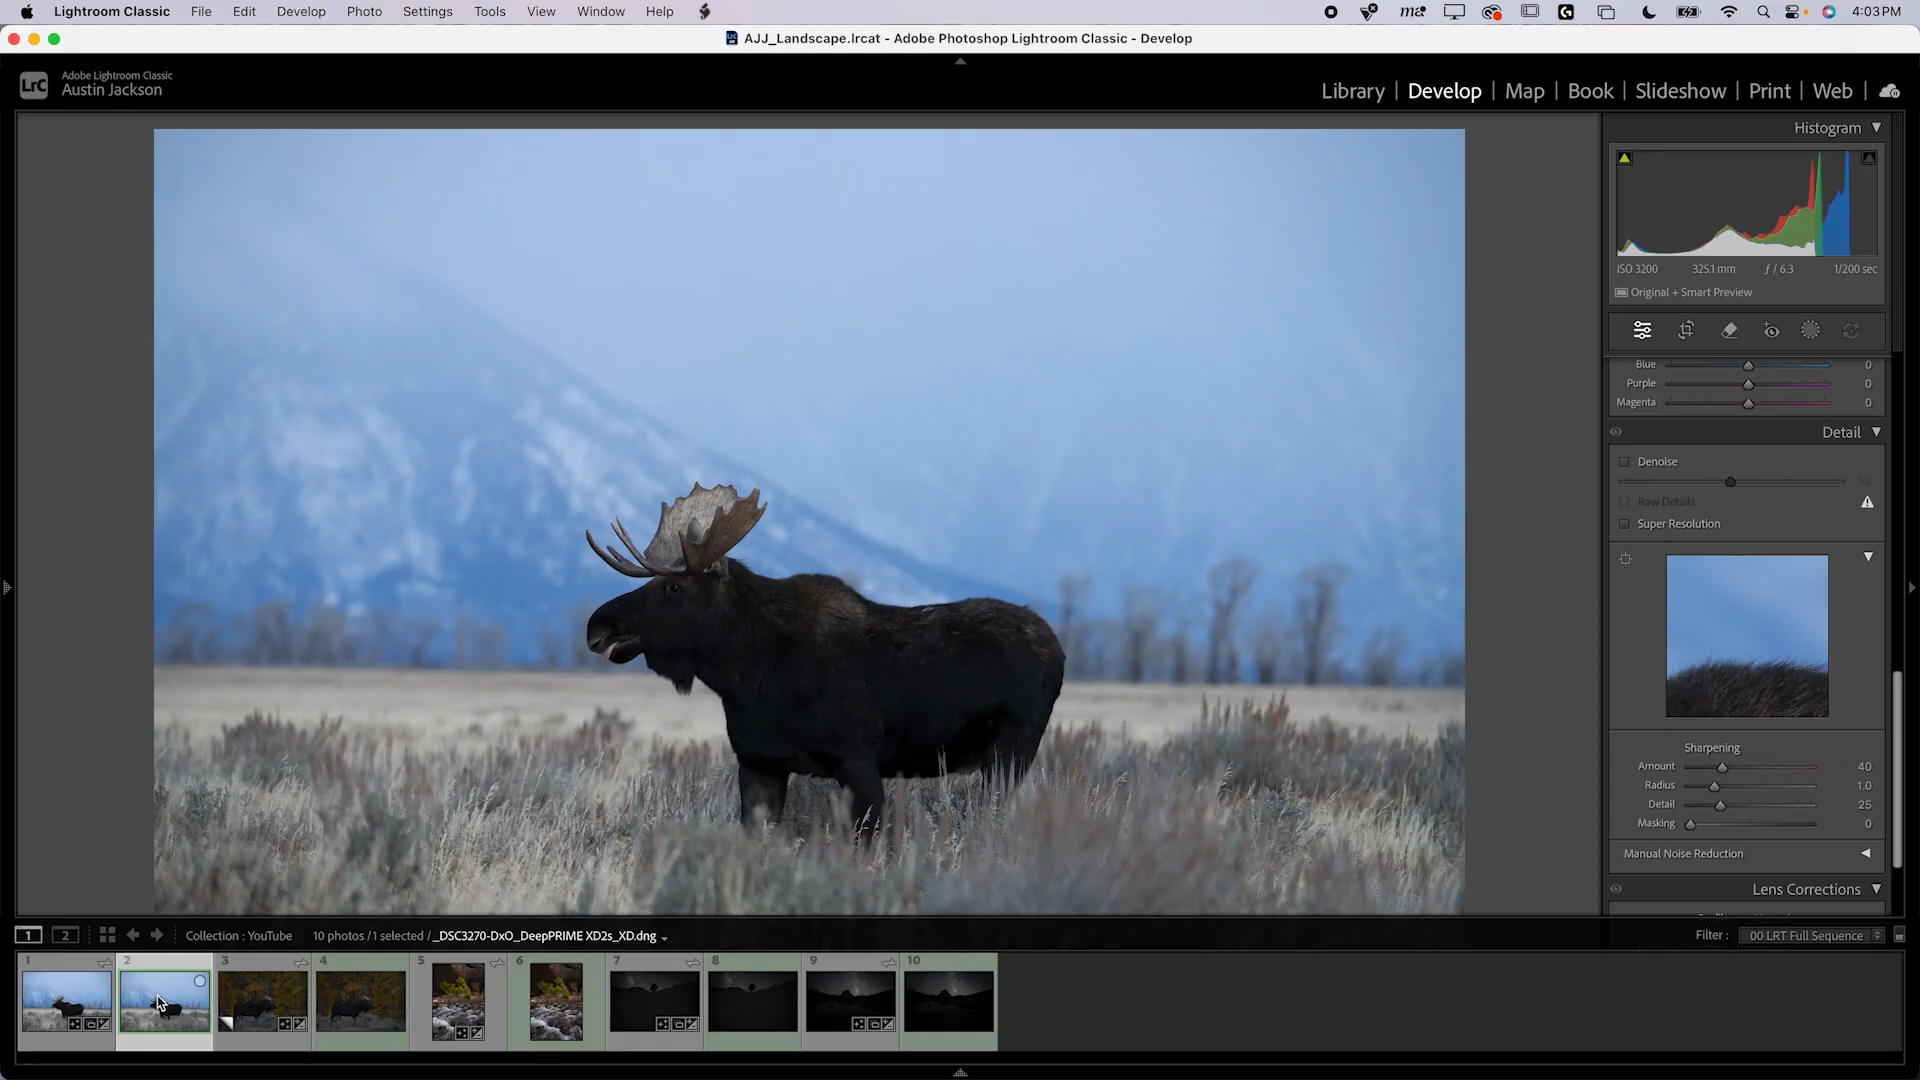 Lightroom Classic File Edit Develop Photo Settings Tools View Window Help 4:03 PM
AJJ_Landscape.lrcat - Adobe Photoshop Lightroom Classic - Develop
LrC Adobe Lightroom Classic
Austin Jackson
Library | Develop | Map | Book | Slideshow | Print | Web |
Histogram
ISO 3200 325.1 mm ƒ / 6.3 1/200 sec
Original + Smart Preview
Blue 0
Purple 0
Magenta 0
Detail
Denoise
50
Raw Details
Super Resolution
Sharpening
Amount 40
Radius 1.0
Detail 25
Masking 0
Manual Noise Reduction
Lens Corrections
1 2 Collection : YouTube 10 photos / 1 selected / _DSC3270-DxO_DeepPRIME XD2s_XD.dng Filter : 00 LRT Full Sequence
1 2 3 4 5 6 7 8 9 10